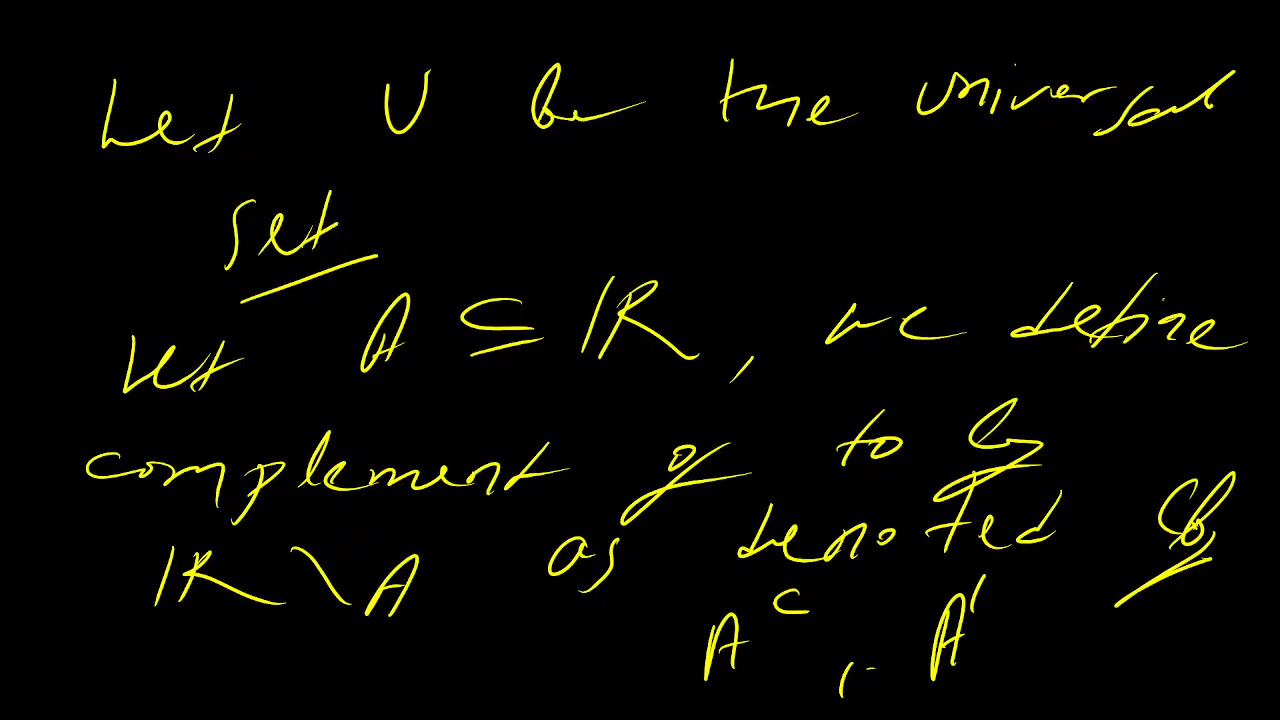 Let U be the universal
set
let A ⊆ ℝ, we define
complement of to by
ℝ \ A as denoted by
A^c, A'